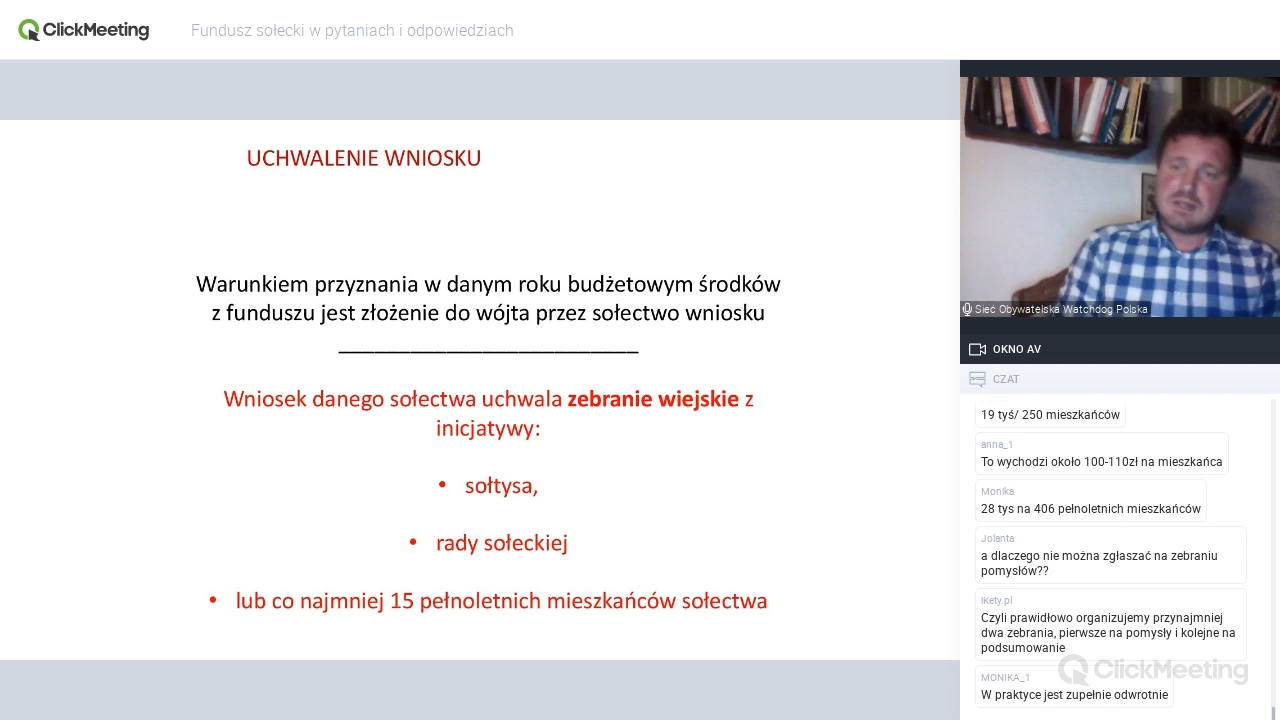 ClickMeeting
Fundusz sołecki w pytaniach i odpowiedziach
UCHWALENIE WNIOSKU
Warunkiem przyznania w danym roku budżetowym środków
z funduszu jest złożenie do wójta przez sołectwo wniosku
Wniosek danego sołectwa uchwala zebranie wiejskie z
inicjatywy:
• sołtysa,
• rady sołeckiej
• lub co najmniej 15 pełnoletnich mieszkańców sołectwa
Sieć Obywatelska Watchdog Polska
OKNO AV
CZAT
19 tyś/ 250 mieszkańców
anna_1
To wychodzi około 100-110zł na mieszkańca
Monika
28 tys na 406 pełnoletnich mieszkańców
Jolanta
a dlaczego nie można zgłaszać na zebraniu
pomysłów??
IKety.pl
Czyli prawidłowo organizujemy przynajmniej
dwa zebrania, pierwsze na pomysły i kolejne na
podsumowanie
ClickMeeting
MONIKA_1
W praktyce jest zupełnie odwrotnie